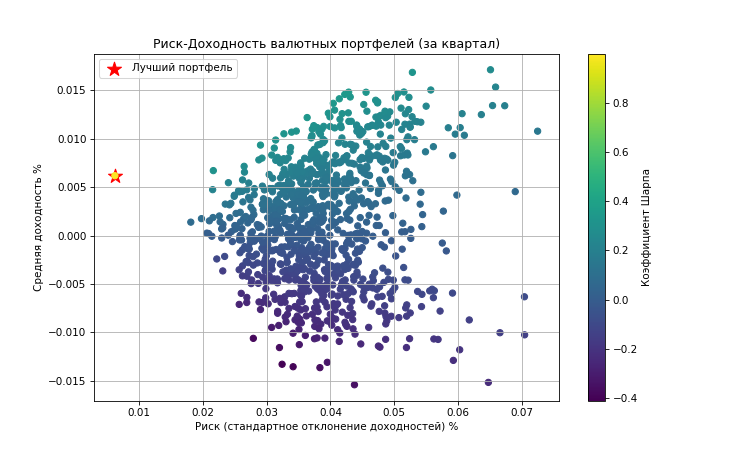 Риск-Доходность валютных портфелей (за квартал)
Лучший портфель
0.015
0.010
0.005
0.000
−0.005
−0.010
−0.015
Средняя доходность %
0.01 0.02 0.03 0.04 0.05 0.06 0.07
Риск (стандартное отклонение доходностей) %
0.8
0.6
0.4
0.2
0.0
−0.2
−0.4
Коэффициент Шарпа